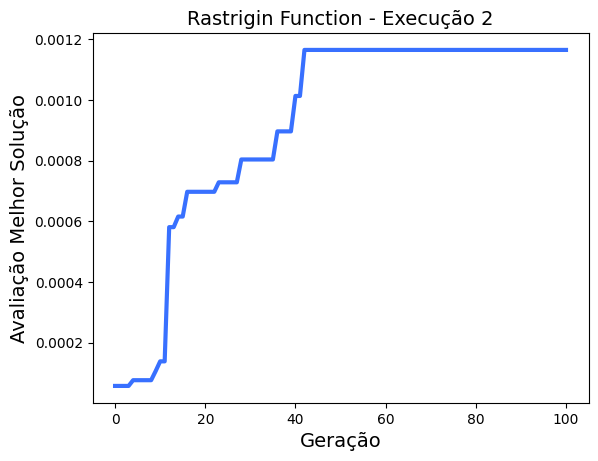 Rastrigin Function - Execução 2
Avaliação Melhor Solução
0.0012
0.0010
0.0008
0.0006
0.0004
0.0002
0 20 40 60 80 100
Geração